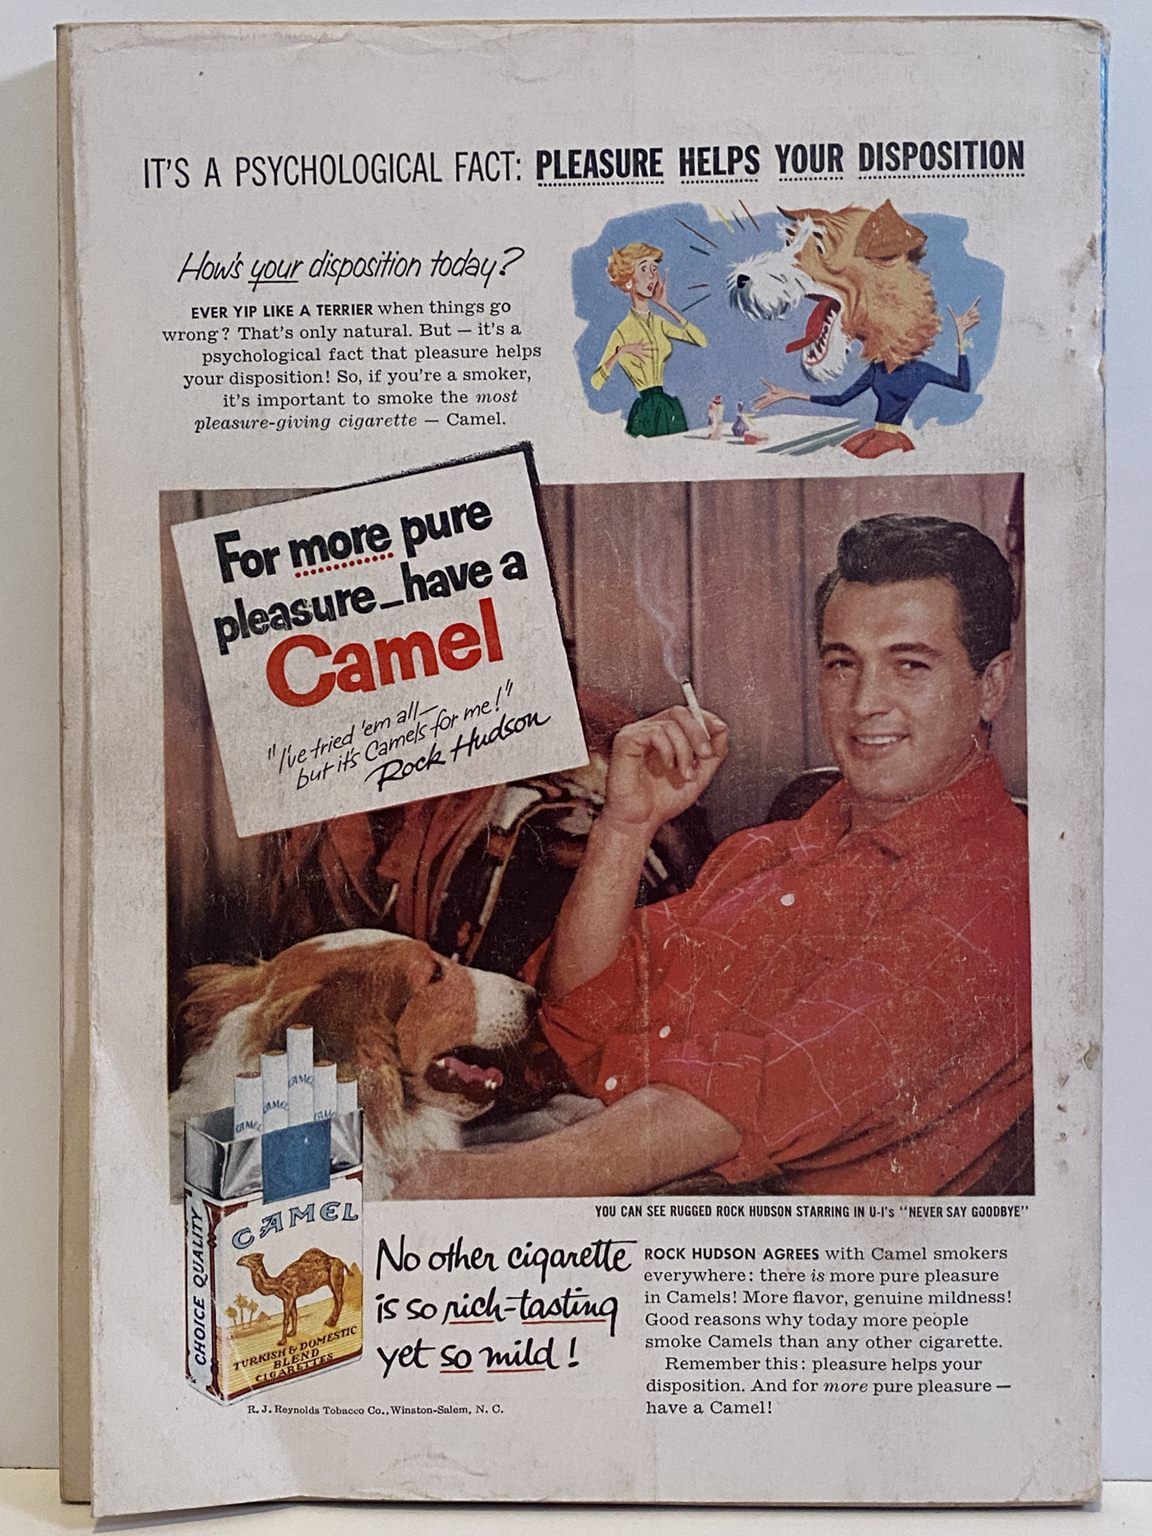 IT'S A PSYCHOLOGICAL FACT: PLEASURE HELPS YOUR DISPOSITION
How's your disposition today?
EVER YIP LIKE A TERRIER when things go
wrong? That's only natural. But — it's a
psychological fact that pleasure helps
your disposition! So, if you're a smoker,
it's important to smoke the most
pleasure-giving cigarette — Camel.
For more pure
pleasure—have a
Camel
"I've tried 'em all—
but it's Camels for me!"
Rock Hudson
CAMEL
CAMEL
CAMEL
CAMEL
CHOICE QUALITY
CAMEL
TURKISH & DOMESTIC
BLEND
CIGARETTES
R. J. Reynolds Tobacco Co., Winston-Salem, N. C.
No other cigarette
is so rich-tasting
yet so mild!
YOU CAN SEE RUGGED ROCK HUDSON STARRING IN U-I's "NEVER SAY GOODBYE"
ROCK HUDSON AGREES with Camel smokers
everywhere: there is more pure pleasure
in Camels! More flavor, genuine mildness!
Good reasons why today more people
smoke Camels than any other cigarette.
Remember this: pleasure helps your
disposition. And for more pure pleasure —
have a Camel!